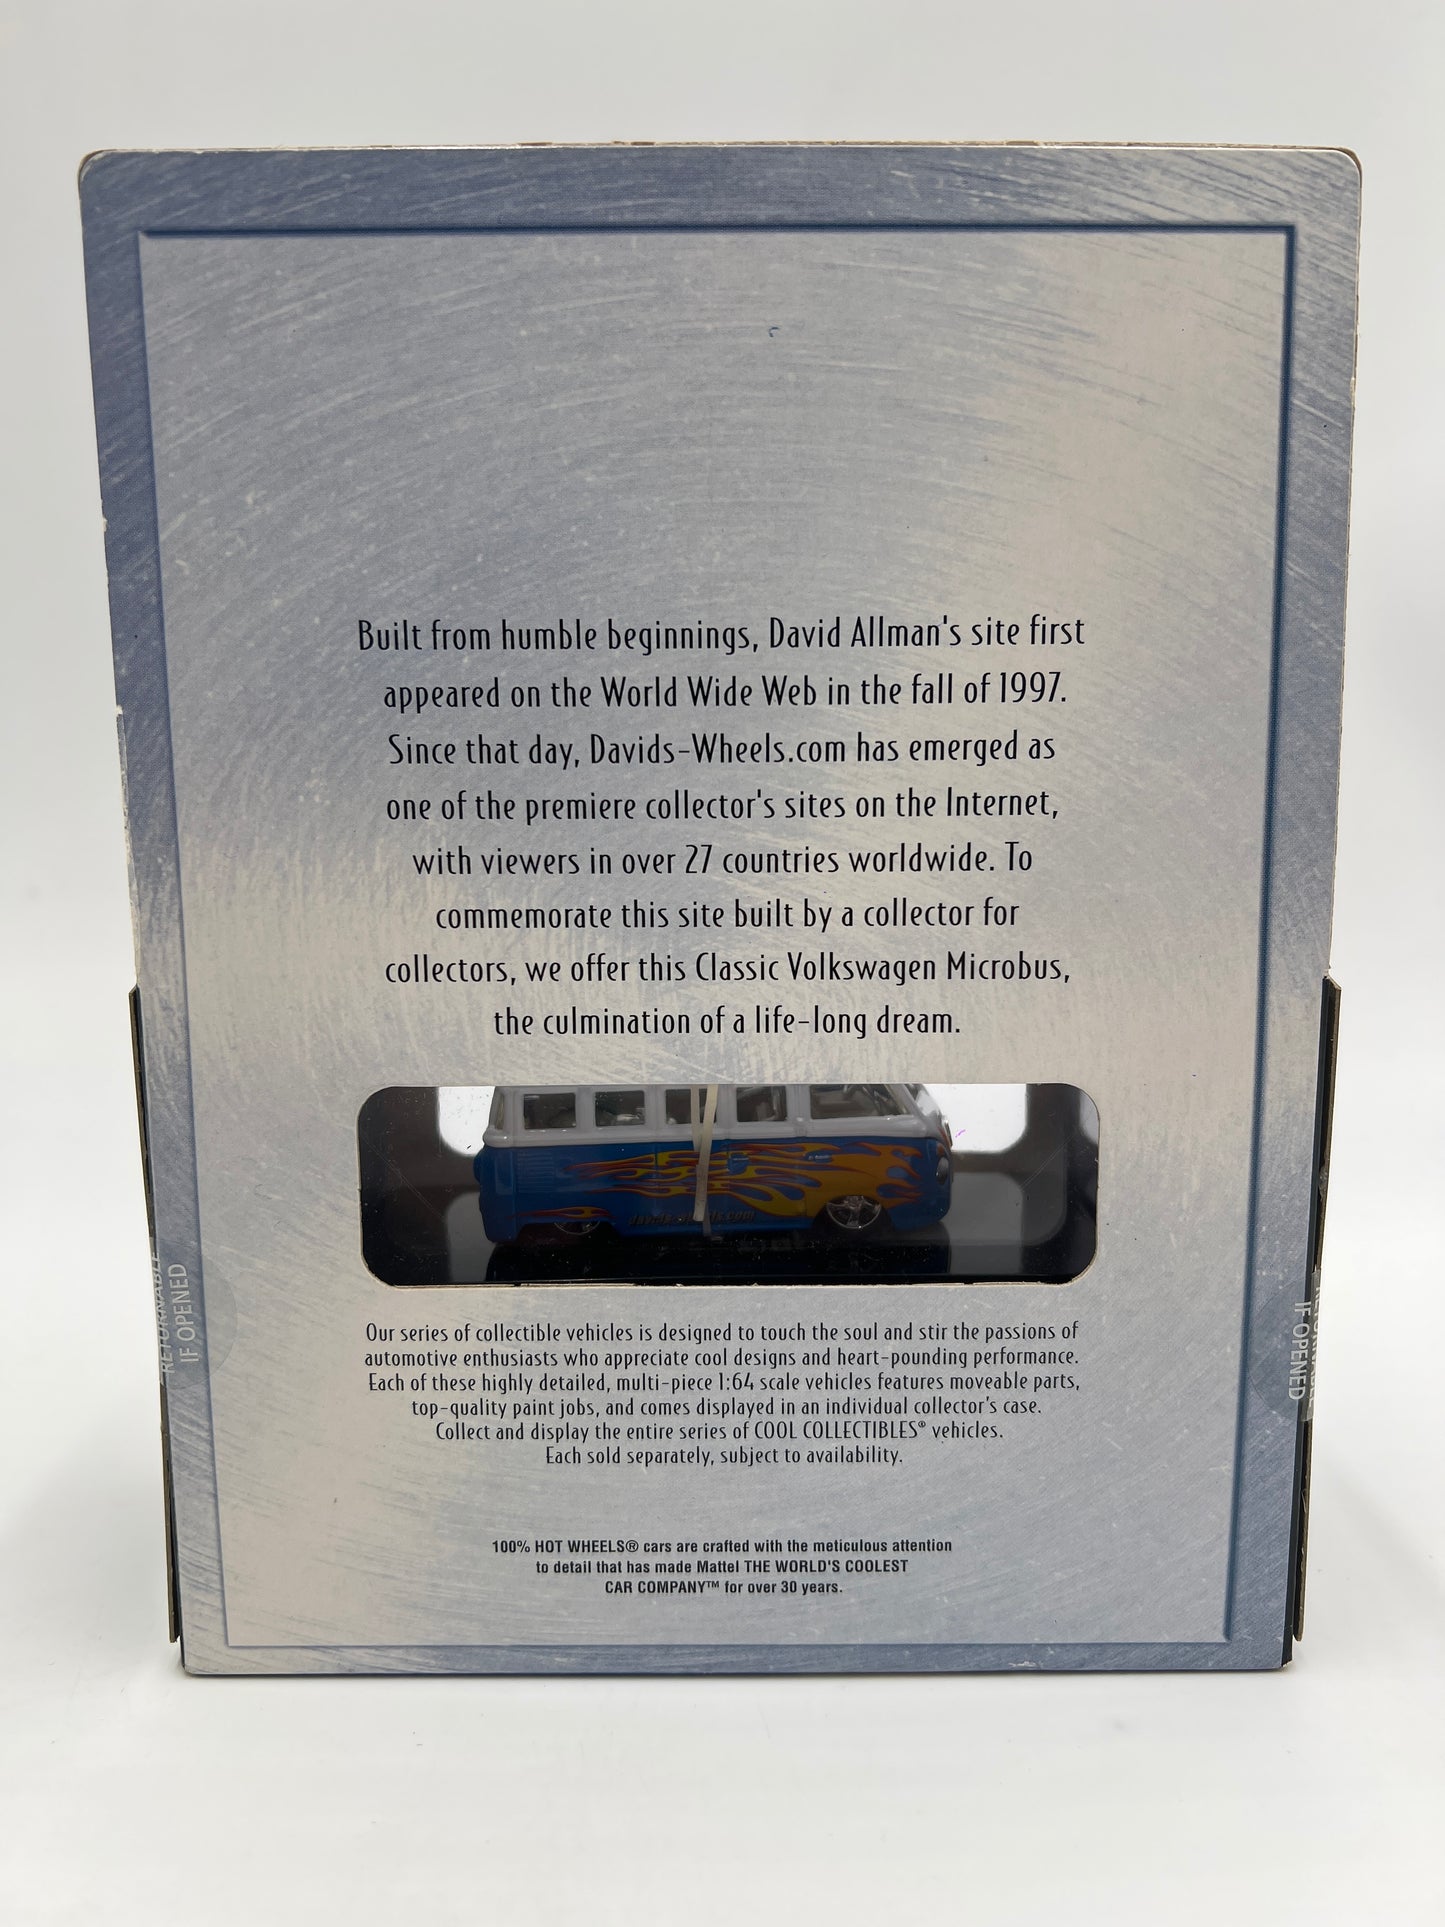 Built from humble beginnings, David Allman's site first
appeared on the World Wide Web in the fall of 1997.
Since that day, Davids-Wheels.com has emerged as
one of the premiere collector's sites on the Internet,
with viewers in over 27 countries worldwide. To
commemorate this site built by a collector for
collectors, we offer this Classic Volkswagen Microbus,
the culmination of a life-long dream.
RETURNABLE
IF OPENED
IF OPENED
Our series of collectible vehicles is designed to touch the soul and stir the passions of
automotive enthusiasts who appreciate cool designs and heart-pounding performance.
Each of these highly detailed, multi-piece 1:64 scale vehicles features moveable parts,
top-quality paint jobs, and comes displayed in an individual collector's case.
Collect and display the entire series of COOL COLLECTIBLES® vehicles.
Each sold separately, subject to availability.
100% HOT WHEELS® cars are crafted with the meticulous attention
to detail that has made Mattel THE WORLD'S COOLEST
CAR COMPANY™ for over 30 years.